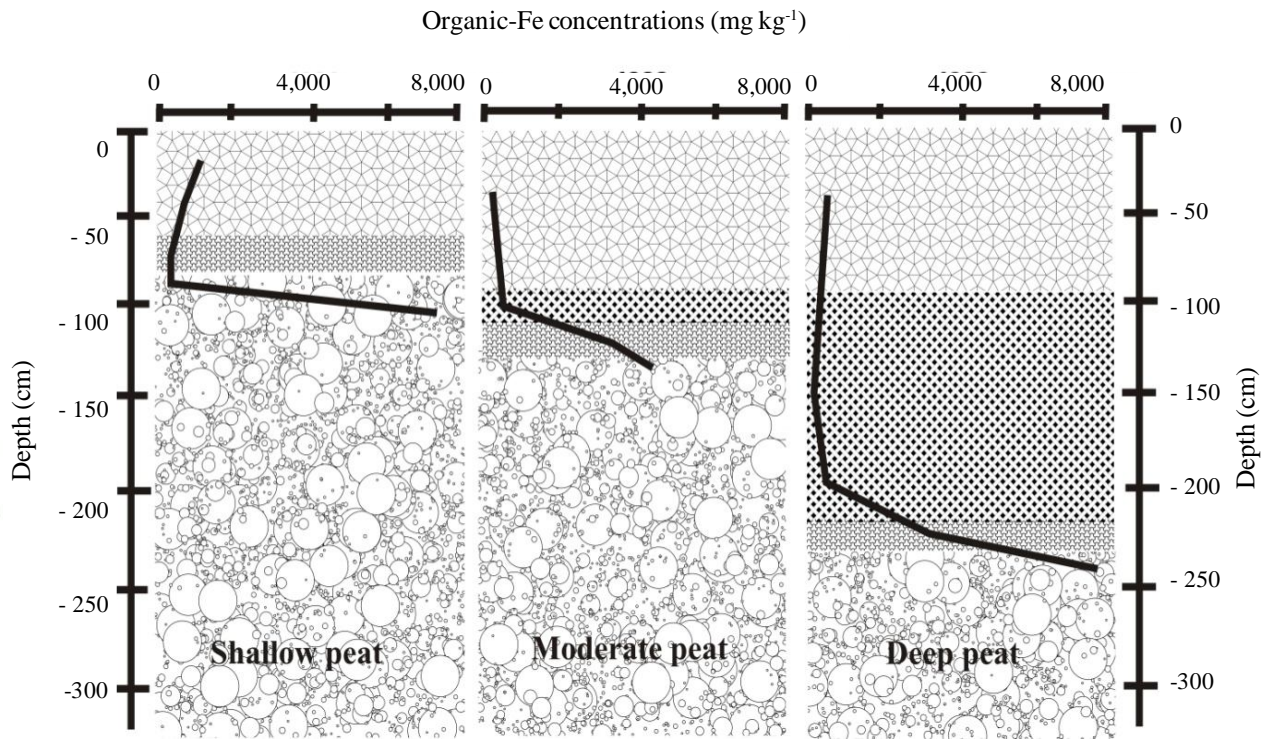 Organic-Fe concentrations (mg kg-1)
0 4,000 8,000
0 4,000 8,000
0 4,000 8,000
0
- 50
- 100
- 150
- 200
- 250
-300
Depth (cm)
Shallow peat
Moderate peat
Deep peat
0
- 50
- 100
- 150
- 200
- 250
-300
Depth (cm)